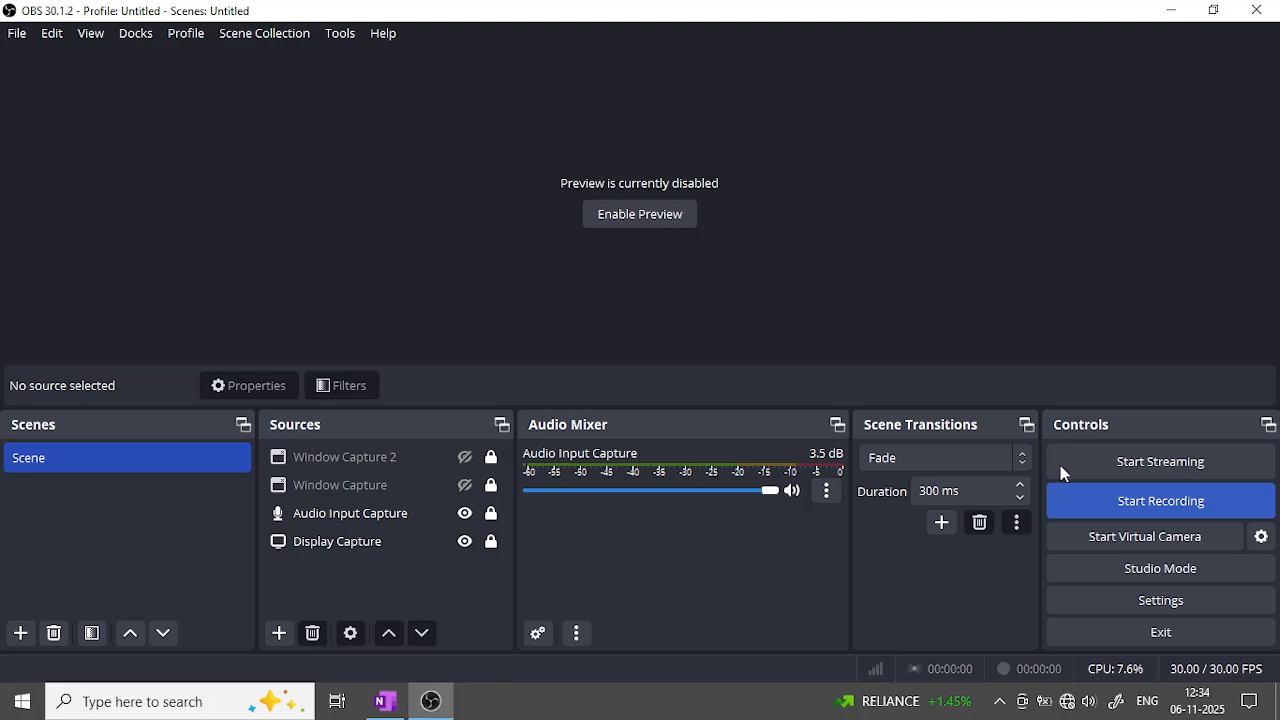 OBS 30.1.2 - Profile: Untitled - Scenes: Untitled
File Edit View Docks Profile Scene Collection Tools Help
Preview is currently disabled
Enable Preview
No source selected Properties Filters
Scenes
Scene
Sources
Window Capture 2
Window Capture
Audio Input Capture
Display Capture
Audio Mixer
Audio Input Capture 3.5 dB
-60 -55 -50 -45 -40 -35 -30 -25 -20 -15 -10 -5 0
Scene Transitions
Fade
Duration 300 ms
Controls
Start Streaming
Start Recording
Start Virtual Camera
Studio Mode
Settings
Exit
00:00:00 00:00:00 CPU: 7.6% 30.00 / 30.00 FPS
Type here to search
N
RELIANCE +1.45%
ENG
12:34
06-11-2025